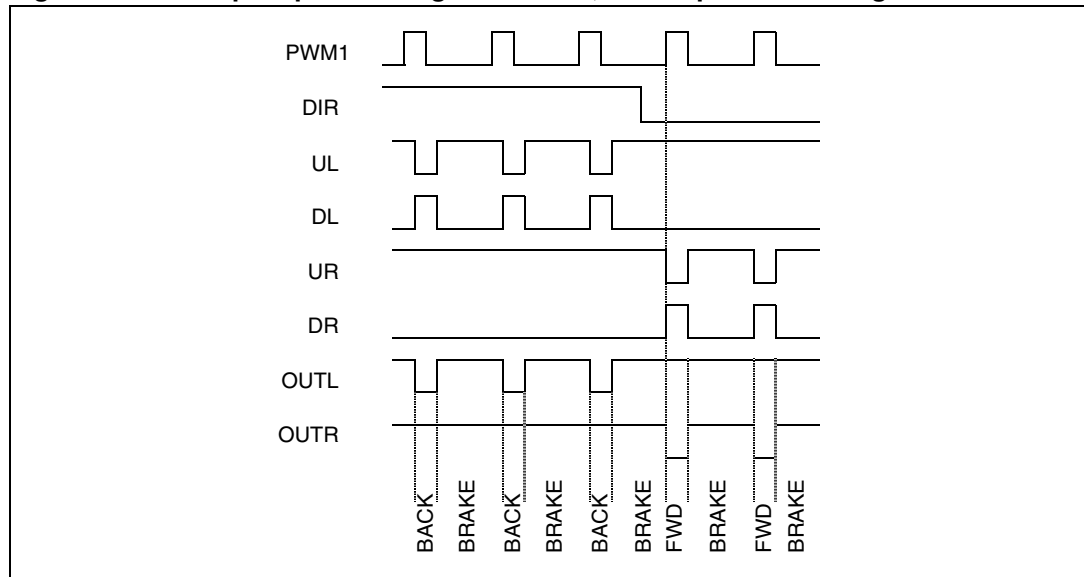 PWM1
DIR
UL
DL
UR
DR
OUTL
OUTR
BACK
BRAKE
BACK
BRAKE
BACK
BRAKE
FWD
BRAKE
FWD
BRAKE